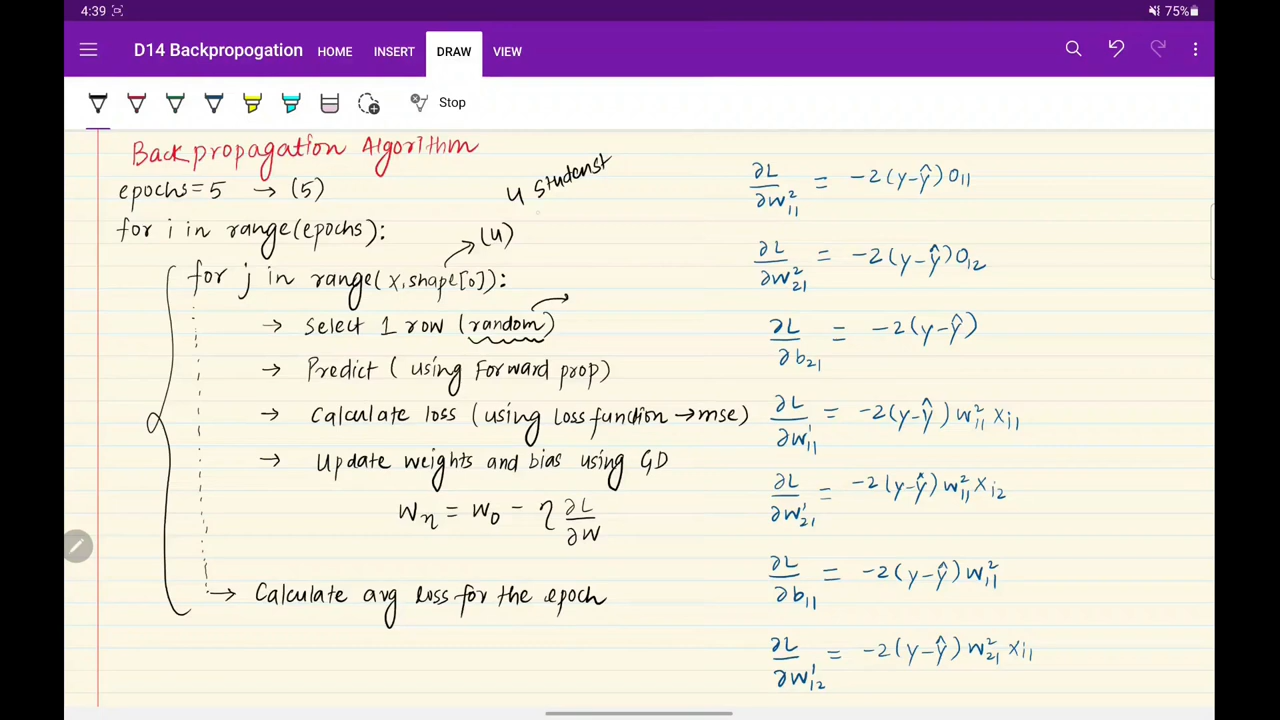 4:39
75%
D14 Backpropogation HOME INSERT DRAW VIEW
Stop
Backpropagation Algorithm
epochs=5 → (5)
4 studenst
for i in range(epochs):
(4)
for j in range(x.shape[0]):
→ Select 1 row (random)
→ Predict (using Forward prop)
→ Calculate loss (using Loss function → mse)
→ Update weights and bias using GD
Wₙ = W₀ - η ∂L/∂W
→ Calculate avg loss for the epoch
∂L/∂W²₁₁ = -2(y-ŷ)O₁₁
∂L/∂W²₂₁ = -2(y-ŷ)O₁₂
∂L/∂b₂₁ = -2(y-ŷ)
∂L/∂W¹₁₁ = -2(y-ŷ)W²₁₁ Xᵢ₁
∂L/∂W¹₂₁ = -2(y-ŷ)W²₁₁ Xᵢ₂
∂L/∂b₁₁ = -2(y-ŷ)W²₁₁
∂L/∂W¹₁₂ = -2(y-ŷ)W²₂₁ Xᵢ₁